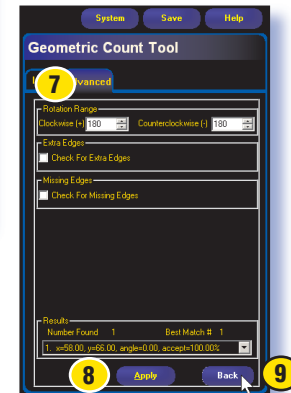 System Save Help
Geometric Count Tool
7 vanced
Rotation Range
Clockwise (+) 180 Counterclockwise (-) 180
Extra Edges
Check For Extra Edges
Missing Edges
Check For Missing Edges
Results
Number Found 1 Best Match # 1
1. x=58.00, y=66.00, angle=0.00, accept=100.00%
8 Apply Back 9